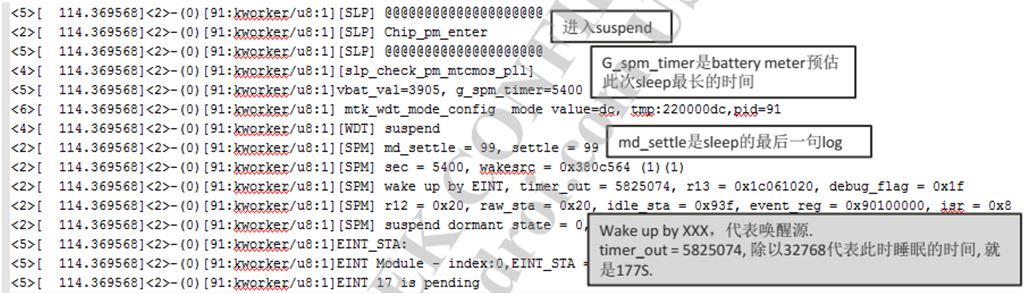 <5>[  114.369568]<2>-(0)[91:kworker/u8:1][SLP] @@@@@@@@@@@@@@@@@@@@
<2>[  114.369568]<2>-(0)[91:kworker/u8:1][SLP] Chip_pm_enter
进入suspend
<5>[  114.369568]<2>-(0)[91:kworker/u8:1][SLP] @@@@@@@@@@@@@@@@@@@@
<4>[  114.369568]<2>-(0)[91:kworker/u8:1][slp_check_pm_mtcmos_pll]
<5>[  114.369568]<2>-(0)[91:kworker/u8:1]vbat_val=3905, g_spm_timer=5400
G_spm_timer是battery meter预估
此次sleep最长的时间
<6>[  114.369568]<2>-(0)[91:kworker/u8:1] mtk_wdt_mode_config  mode value=dc, tmp:220000dc,pid=91
<4>[  114.369568]<2>-(0)[91:kworker/u8:1][WDT] suspend
<2>[  114.369568]<2>-(0)[91:kworker/u8:1][SPM] md_settle = 99, settle = 99
md_settle是sleep的最后一句log
<2>[  114.369568]<2>-(0)[91:kworker/u8:1][SPM] sec = 5400, wakesrc = 0x380c564 (1)(1)
<2>[  114.369568]<2>-(0)[91:kworker/u8:1][SPM] wake up by EINT, timer_out = 5825074, r13 = 0x1c061020, debug_flag = 0x1f
<2>[  114.369568]<2>-(0)[91:kworker/u8:1][SPM] r12 = 0x20, raw_sta = 0x20, idle_sta = 0x93f, event_reg = 0x90100000, isr = 0x8
<2>[  114.369568]<2>-(0)[91:kworker/u8:1][SPM] suspend dormant state = 0,
<5>[  114.369568]<2>-(0)[91:kworker/u8:1]EINT_STA:
<5>[  114.369568]<2>-(0)[91:kworker/u8:1]EINT Module - index:0,EINT_STA =
<5>[  114.369568]<2>-(0)[91:kworker/u8:1]EINT 17 is pending
Wake up by XXX，代表唤醒源.
timer_out = 5825074, 除以32768代表此时睡眠的时间, 就
是177S.